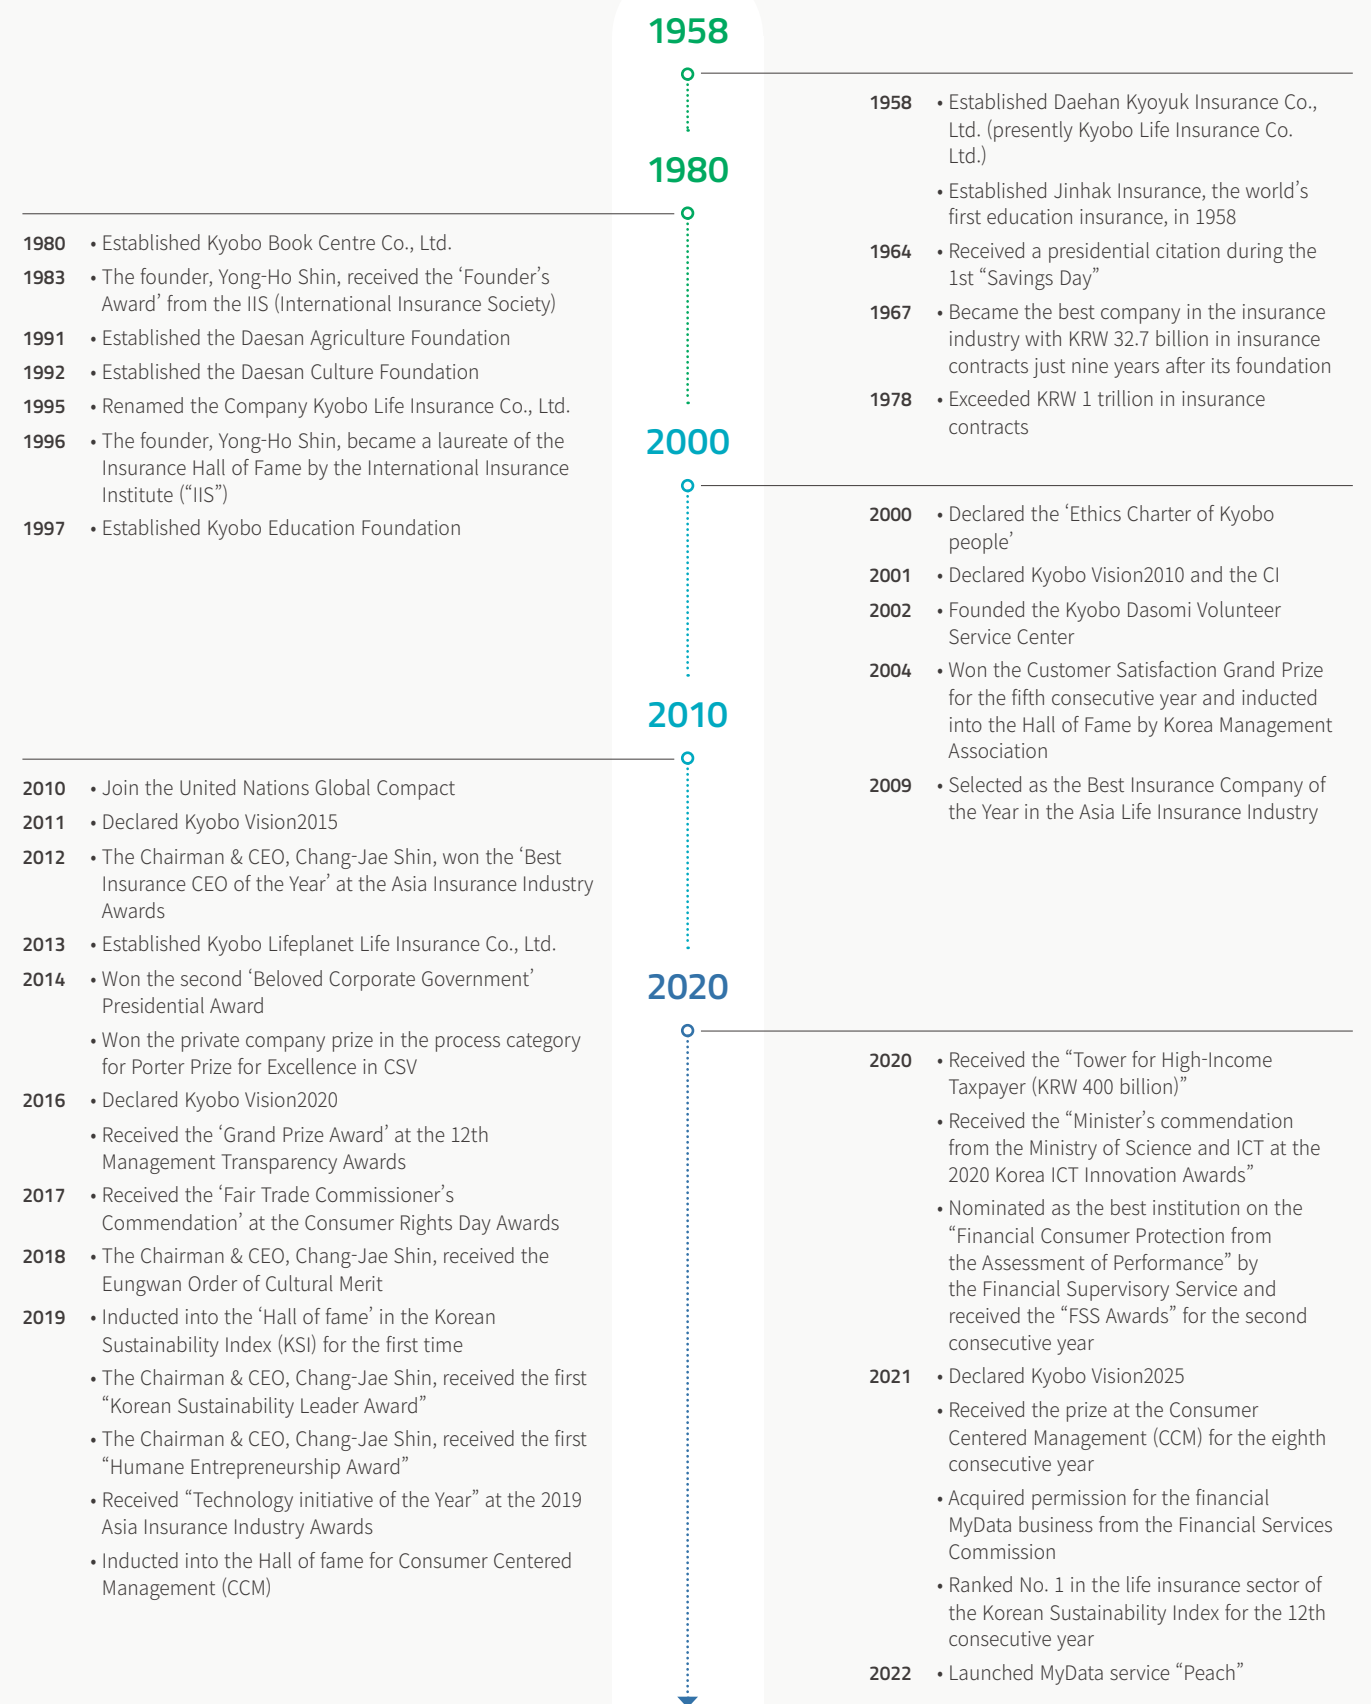 1958
1958 • Established Daehan Kyoyuk Insurance Co.,
Ltd. (presently Kyobo Life Insurance Co.
Ltd.)
• Established Jinhak Insurance, the world’s
first education insurance, in 1958
1964 • Received a presidential citation during the
1st “Savings Day”
1967 • Became the best company in the insurance
industry with KRW 32.7 billion in insurance
contracts just nine years after its foundation
1978 • Exceeded KRW 1 trillion in insurance
contracts
1980
1980 • Established Kyobo Book Centre Co., Ltd.
1983 • The founder, Yong-Ho Shin, received the ‘Founder’s
Award’ from the IIS (International Insurance Society)
1991 • Established the Daesan Agriculture Foundation
1992 • Established the Daesan Culture Foundation
1995 • Renamed the Company Kyobo Life Insurance Co., Ltd.
1996 • The founder, Yong-Ho Shin, became a laureate of the
Insurance Hall of Fame by the International Insurance
Institute (“IIS”)
1997 • Established Kyobo Education Foundation
2000
2000 • Declared the ‘Ethics Charter of Kyobo
people’
2001 • Declared Kyobo Vision2010 and the CI
2002 • Founded the Kyobo Dasomi Volunteer
Service Center
2004 • Won the Customer Satisfaction Grand Prize
for the fifth consecutive year and inducted
into the Hall of Fame by Korea Management
Association
2009 • Selected as the Best Insurance Company of
the Year in the Asia Life Insurance Industry
2010
2010 • Join the United Nations Global Compact
2011 • Declared Kyobo Vision2015
2012 • The Chairman & CEO, Chang-Jae Shin, won the ‘Best
Insurance CEO of the Year’ at the Asia Insurance Industry
Awards
2013 • Established Kyobo Lifeplanet Life Insurance Co., Ltd.
2014 • Won the second ‘Beloved Corporate Government’
Presidential Award
• Won the private company prize in the process category
for Porter Prize for Excellence in CSV
2016 • Declared Kyobo Vision2020
• Received the ‘Grand Prize Award’ at the 12th
Management Transparency Awards
2017 • Received the ‘Fair Trade Commissioner’s
Commendation’ at the Consumer Rights Day Awards
2018 • The Chairman & CEO, Chang-Jae Shin, received the
Eungwan Order of Cultural Merit
2019 • Inducted into the ‘Hall of fame’ in the Korean
Sustainability Index (KSI) for the first time
• The Chairman & CEO, Chang-Jae Shin, received the first
“Korean Sustainability Leader Award”
• The Chairman & CEO, Chang-Jae Shin, received the first
“Humane Entrepreneurship Award”
• Received “Technology initiative of the Year” at the 2019
Asia Insurance Industry Awards
• Inducted into the Hall of fame for Consumer Centered
Management (CCM)
2020
2020 • Received the “Tower for High-Income
Taxpayer (KRW 400 billion)”
• Received the “Minister’s commendation
from the Ministry of Science and ICT at the
2020 Korea ICT Innovation Awards”
• Nominated as the best institution on the
“Financial Consumer Protection from
the Assessment of Performance” by
the Financial Supervisory Service and
received the “FSS Awards” for the second
consecutive year
2021 • Declared Kyobo Vision2025
• Received the prize at the Consumer
Centered Management (CCM) for the eighth
consecutive year
• Acquired permission for the financial
MyData business from the Financial Services
Commission
• Ranked No. 1 in the life insurance sector of
the Korean Sustainability Index for the 12th
consecutive year
2022 • Launched MyData service “Peach”